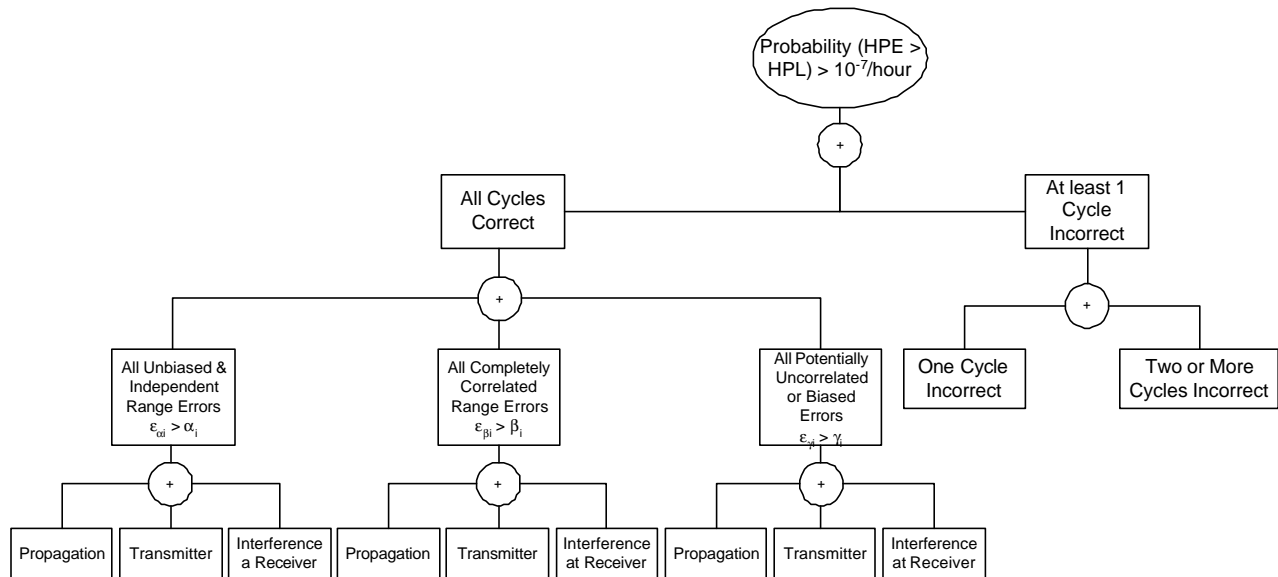 Probability (HPE >
HPL) > 10⁻⁷/hour
+
All Cycles
Correct
At least 1
Cycle
Incorrect
+
+
All Unbiased &
Independent
Range Errors
εαi > αi
All Completely
Correlated
Range Errors
εβi > βi
All Potentially
Uncorrelated
or Biased
Errors
εγi > γi
One Cycle
Incorrect
Two or More
Cycles Incorrect
+
+
+
Propagation
Transmitter
Interference
a Receiver
Propagation
Transmitter
Interference
at Receiver
Propagation
Transmitter
Interference
at Receiver